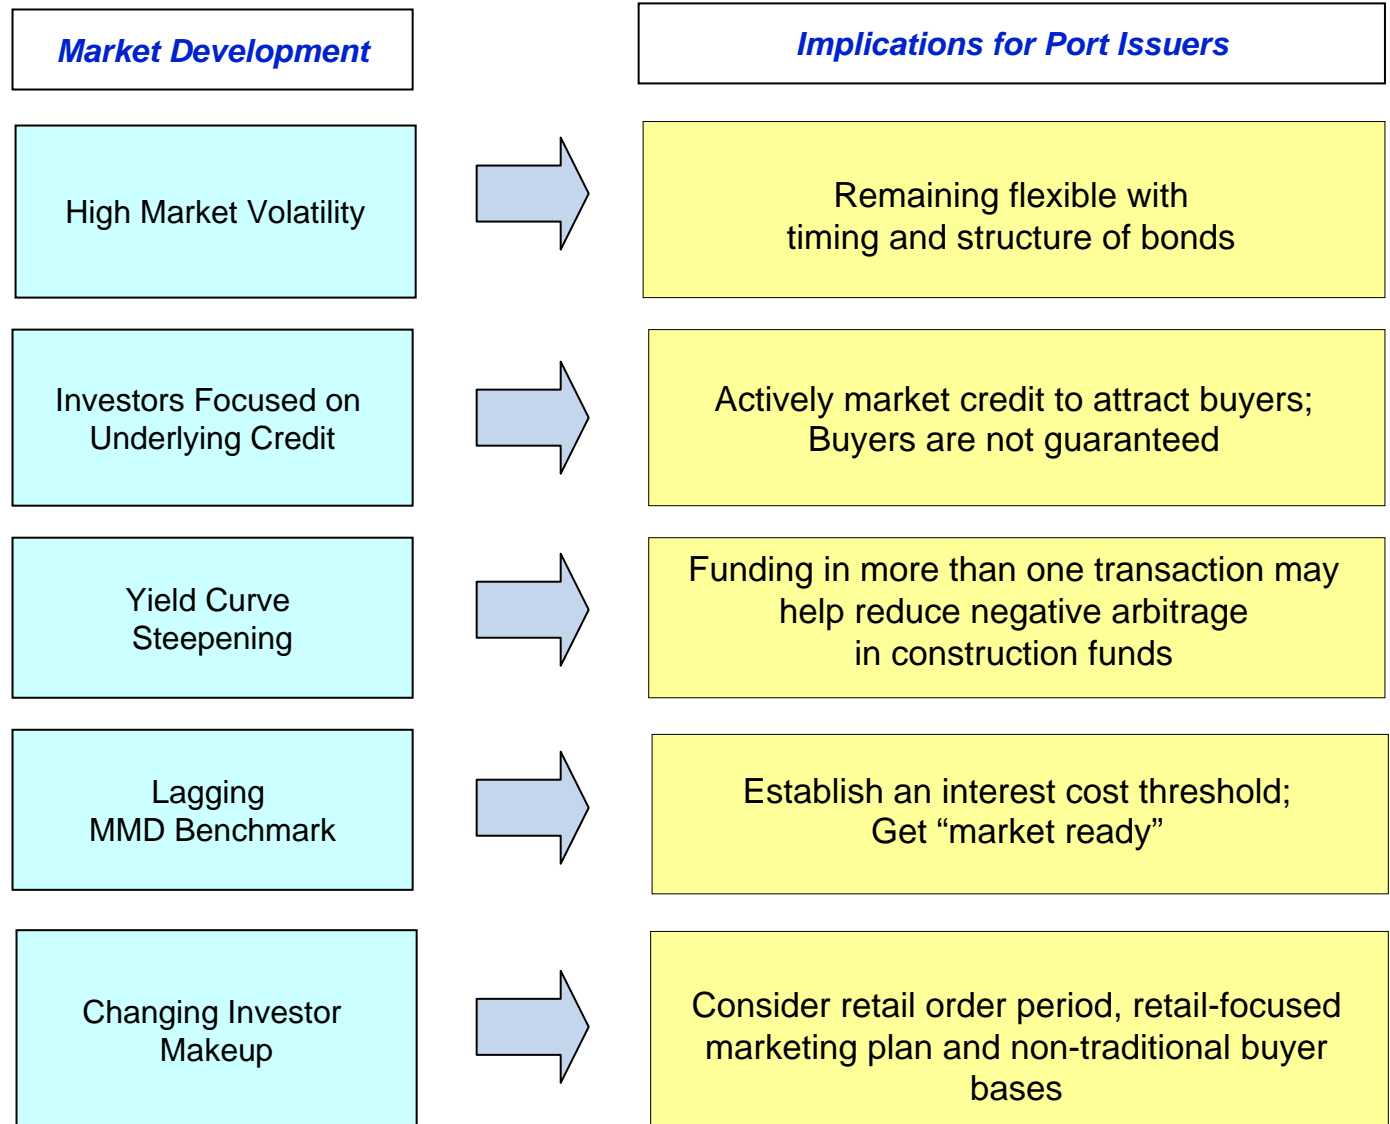 Market Development
Implications for Port Issuers
High Market Volatility
Remaining flexible with
timing and structure of bonds
Investors Focused on
Underlying Credit
Actively market credit to attract buyers;
Buyers are not guaranteed
Yield Curve
Steepening
Funding in more than one transaction may
help reduce negative arbitrage
in construction funds
Lagging
MMD Benchmark
Establish an interest cost threshold;
Get “market ready”
Changing Investor
Makeup
Consider retail order period, retail-focused
marketing plan and non-traditional buyer
bases